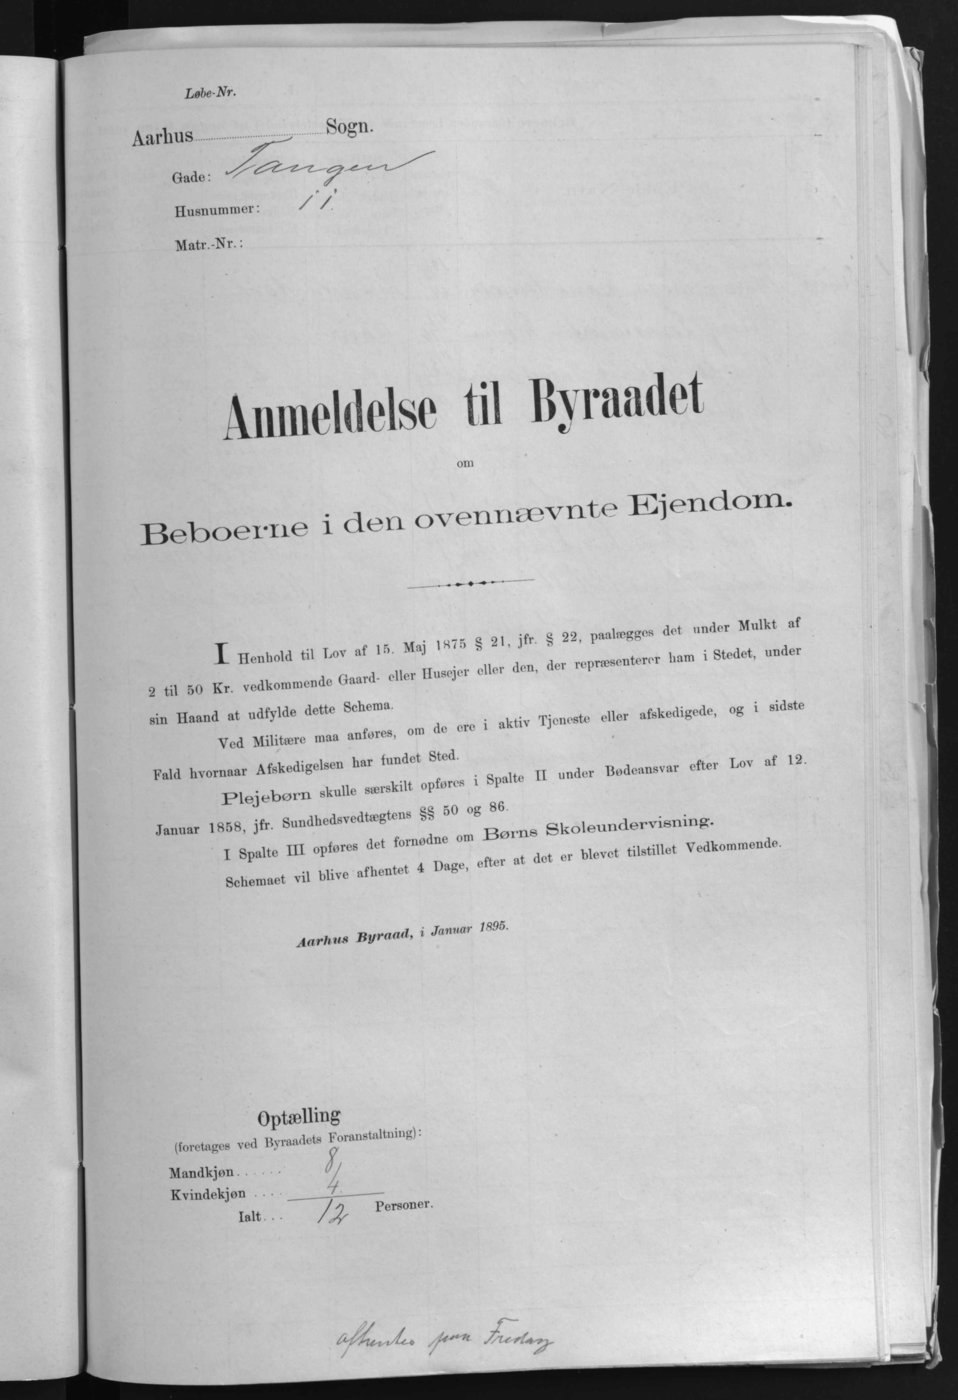 Løbe-Nr.
Aarhus Sogn.
Gade: Tangen
Husnummer: 11.
Matr.-Nr.:
Anmeldelse til Byraadet
om
Beboerne i den ovennævnte Ejendom.
I Henhold til Lov af 15. Maj 1875 § 21, jfr. § 22, paalægges det under Mulkt af
2 til 50 Kr. vedkommende Gaard- eller Husejer eller den, der repræsenterer ham i Stedet, under
sin Haand at udfylde dette Schema.
Ved Militære maa anføres, om de ere i aktiv Tjeneste eller afskedigede, og i sidste
Fald hvornaar Afskedigelsen har fundet Sted.
Plejebørn skulle særskilt opføres i Spalte II under Bødeansvar efter Lov af 12.
Januar 1858, jfr. Sundhedsvedtægtens §§ 50 og 86.
I Spalte III opføres det fornødne om Børns Skoleundervisning.
Schemaet vil blive afhentet 4 Dage, efter at det er blevet tilstillet Vedkommende.
Aarhus Byraad, i Januar 1895.
Optælling
(foretages ved Byraadets Foranstaltning):
Mandkjøn...... 8
Kvindekjøn.... 4
Ialt... 12 Personer.
afhentes paa Fredag